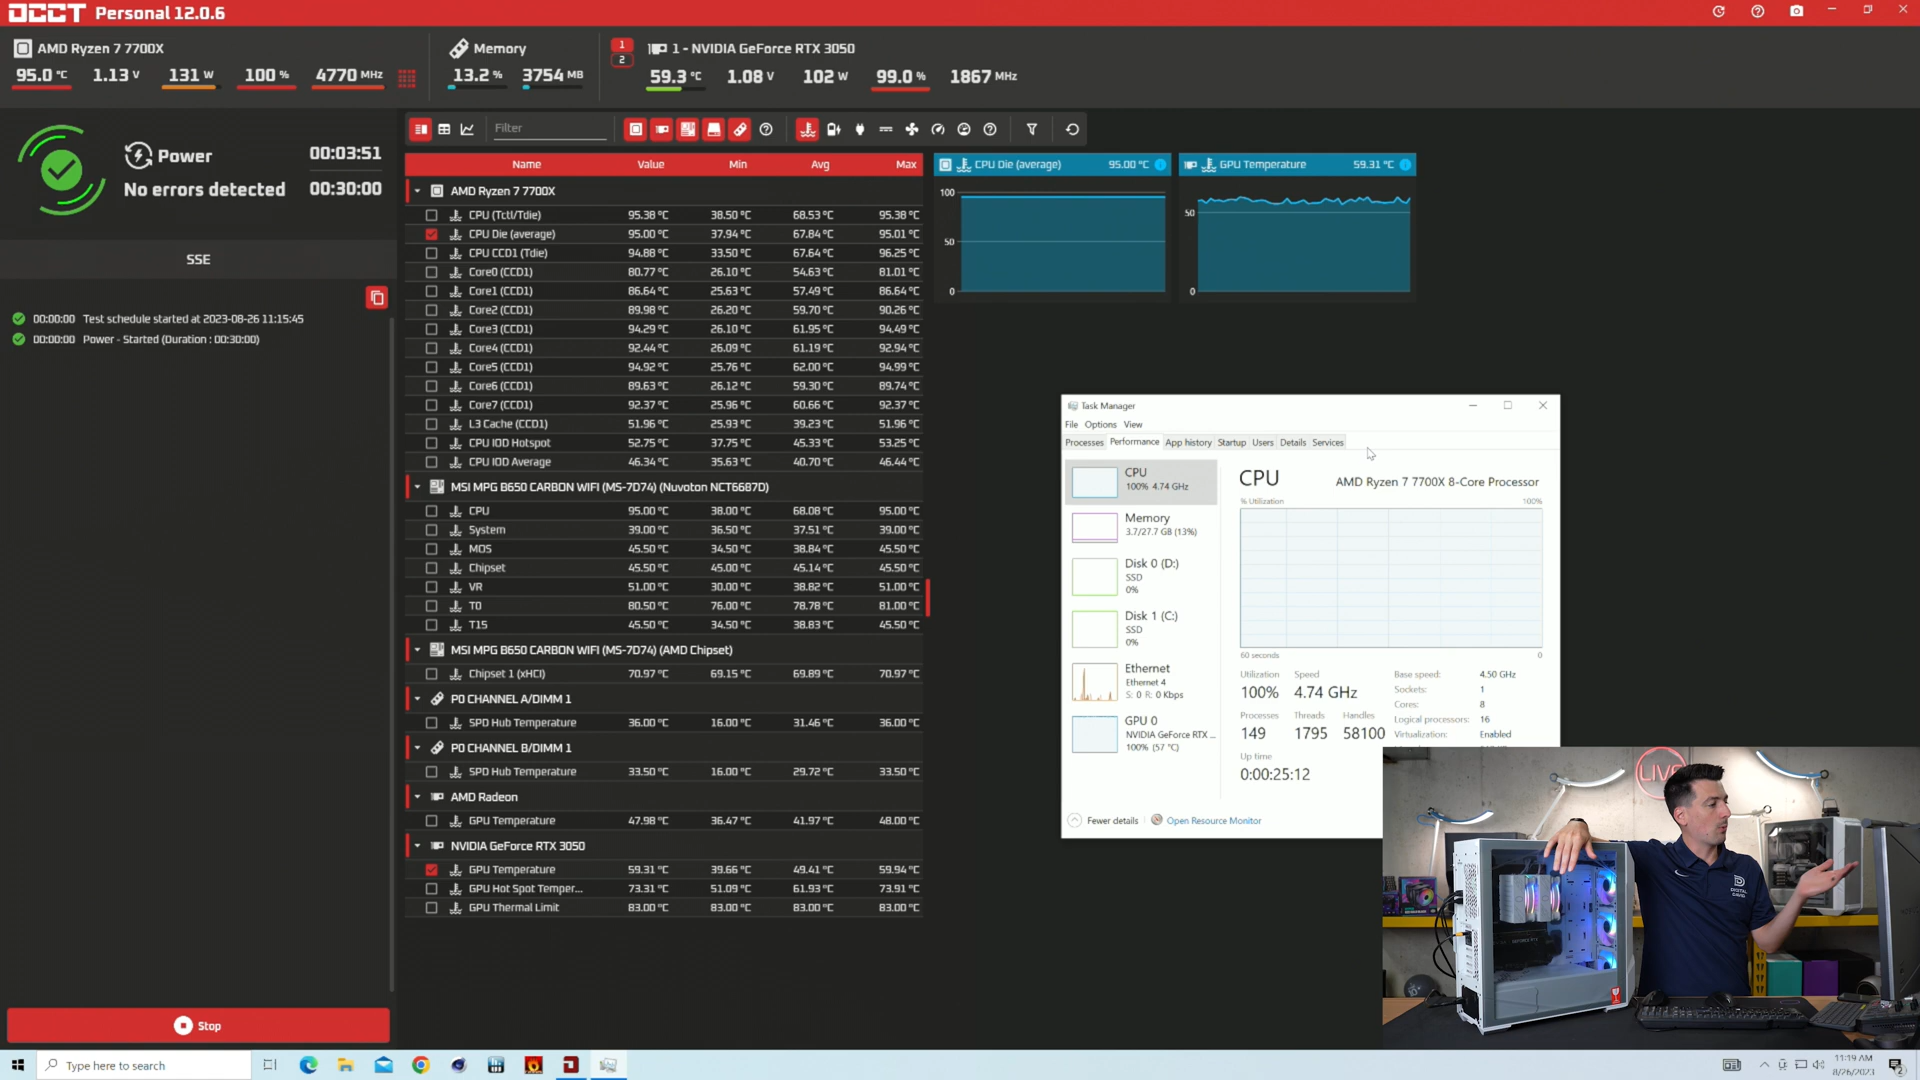 OCCT Personal 12.0.6
AMD Ryzen 7 7700X
95.0 °C 1.13 V 131 W 100 % 4770 MHz
Memory
13.2 % 3754 MB
1
2
1 - NVIDIA GeForce RTX 3050
59.3 °C 1.08 V 102 W 99.0 % 1867 MHz
Power
00:03:51
No errors detected
00:30:00
SSE
00:00:00 Test schedule started at 2023-08-26 11:15:45
00:00:00 Power - Started (Duration : 00:30:00)
Stop
Filter
Name Value Min Avg Max
AMD Ryzen 7 7700X
CPU (Tctl/Tdie) 95.38 °C 38.50 °C 68.53 °C 95.38 °C
CPU Die (average) 95.00 °C 37.94 °C 67.84 °C 95.01 °C
CPU CCD1 (Tdie) 94.88 °C 33.50 °C 67.64 °C 96.25 °C
Core0 (CCD1) 80.77 °C 26.10 °C 54.63 °C 81.01 °C
Core1 (CCD1) 86.64 °C 25.63 °C 57.49 °C 86.64 °C
Core2 (CCD1) 89.98 °C 26.20 °C 59.70 °C 90.26 °C
Core3 (CCD1) 94.29 °C 26.10 °C 61.95 °C 94.49 °C
Core4 (CCD1) 92.44 °C 26.09 °C 61.19 °C 92.94 °C
Core5 (CCD1) 94.92 °C 25.76 °C 62.00 °C 94.99 °C
Core6 (CCD1) 89.63 °C 26.12 °C 59.30 °C 89.74 °C
Core7 (CCD1) 92.37 °C 25.96 °C 60.66 °C 92.37 °C
L3 Cache (CCD1) 51.96 °C 25.93 °C 39.23 °C 51.96 °C
CPU IOD Hotspot 52.75 °C 37.75 °C 45.33 °C 53.25 °C
CPU IOD Average 46.34 °C 35.63 °C 40.70 °C 46.44 °C
MSI MPG B650 CARBON WIFI (MS-7D74) (Nuvoton NCT6687D)
CPU 95.00 °C 38.00 °C 68.08 °C 95.00 °C
System 39.00 °C 36.50 °C 37.51 °C 39.00 °C
MOS 45.50 °C 34.50 °C 38.84 °C 45.50 °C
Chipset 45.50 °C 45.00 °C 45.14 °C 45.50 °C
VR 51.00 °C 30.00 °C 38.82 °C 51.00 °C
T0 80.50 °C 76.00 °C 78.78 °C 81.00 °C
T15 45.50 °C 34.50 °C 38.83 °C 45.50 °C
MSI MPG B650 CARBON WIFI (MS-7D74) (AMD Chipset)
Chipset 1 (xHCI) 70.97 °C 69.15 °C 69.89 °C 70.97 °C
P0 CHANNEL A/DIMM 1
SPD Hub Temperature 36.00 °C 16.00 °C 31.46 °C 36.00 °C
P0 CHANNEL B/DIMM 1
SPD Hub Temperature 33.50 °C 16.00 °C 29.72 °C 33.50 °C
AMD Radeon
GPU Temperature 47.98 °C 36.47 °C 41.97 °C 48.00 °C
NVIDIA GeForce RTX 3050
GPU Temperature 59.31 °C 39.66 °C 49.41 °C 59.94 °C
GPU Hot Spot Temper... 73.31 °C 51.09 °C 61.93 °C 73.91 °C
GPU Thermal Limit 83.00 °C 83.00 °C 83.00 °C 83.00 °C
CPU Die (average) 95.00 °C
100
50
0
GPU Temperature 59.31 °C
50
0
Task Manager
File Options View
Processes Performance App history Startup Users Details Services
CPU
100% 4.74 GHz
Memory
3.7/27.7 GB (13%)
Disk 0 (D:)
SSD
0%
Disk 1 (C:)
SSD
0%
Ethernet
Ethernet 4
S: 0 R: 0 Kbps
GPU 0
NVIDIA GeForce RTX ...
100% (57 °C)
CPU AMD Ryzen 7 7700X 8-Core Processor
% Utilization 100%
60 seconds 0
Utilization Speed
100% 4.74 GHz
Processes Threads Handles
149 1795 58100
Up time
0:00:25:12
Base speed: 4.50 GHz
Sockets: 1
Cores: 8
Logical processors: 16
Virtualization: Enabled
Fewer details Open Resource Monitor
LIVE
DIGITAL
DAVID
GEFORCE RTX
Type here to search
11:19 AM
8/26/2023